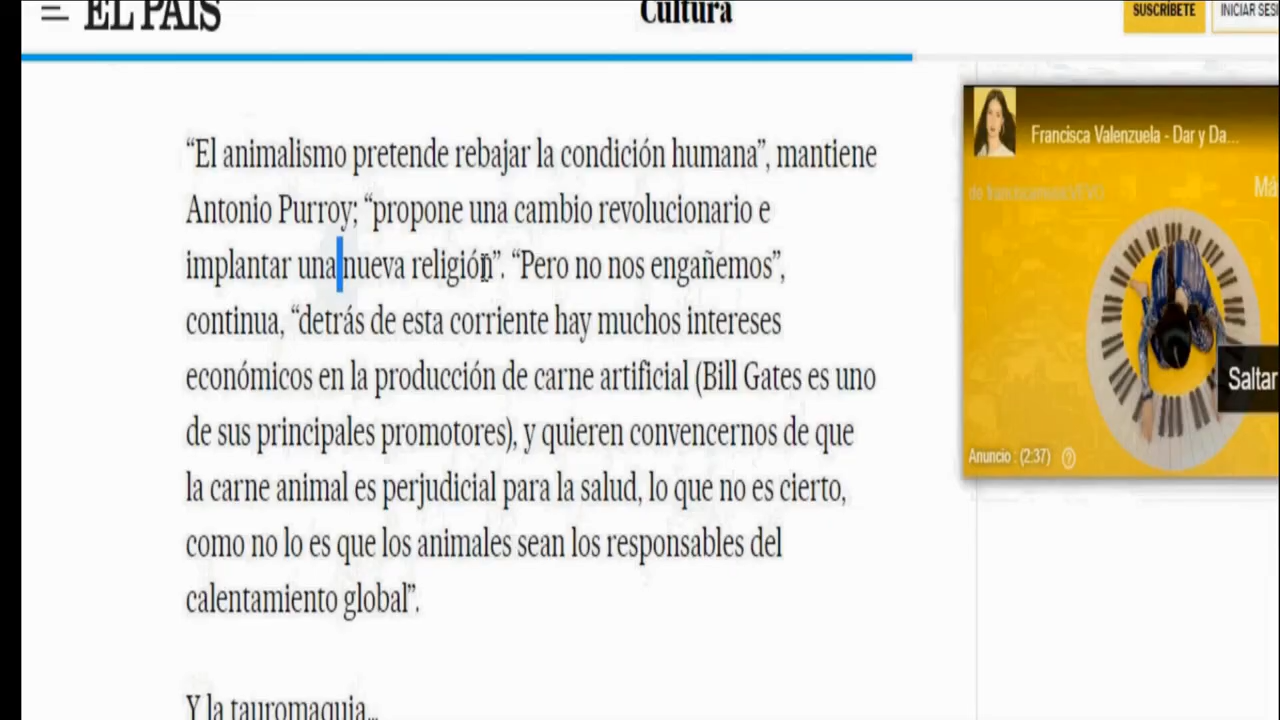 EL PAÍS
Cultura
SUSCRÍBETE
INICIAR SESI
“El animalismo pretende rebajar la condición humana”, mantiene
Antonio Purroy; “propone una cambio revolucionario e
implantar una nueva religión”. “Pero no nos engañemos”,
continua, “detrás de esta corriente hay muchos intereses
económicos en la producción de carne artificial (Bill Gates es uno
de sus principales promotores), y quieren convencernos de que
la carne animal es perjudicial para la salud, lo que no es cierto,
como no lo es que los animales sean los responsables del
calentamiento global”.
Y la tauromaquia...
Francisca Valenzuela - Dar y Da...
Má
Saltar
Anuncio : (2:37)